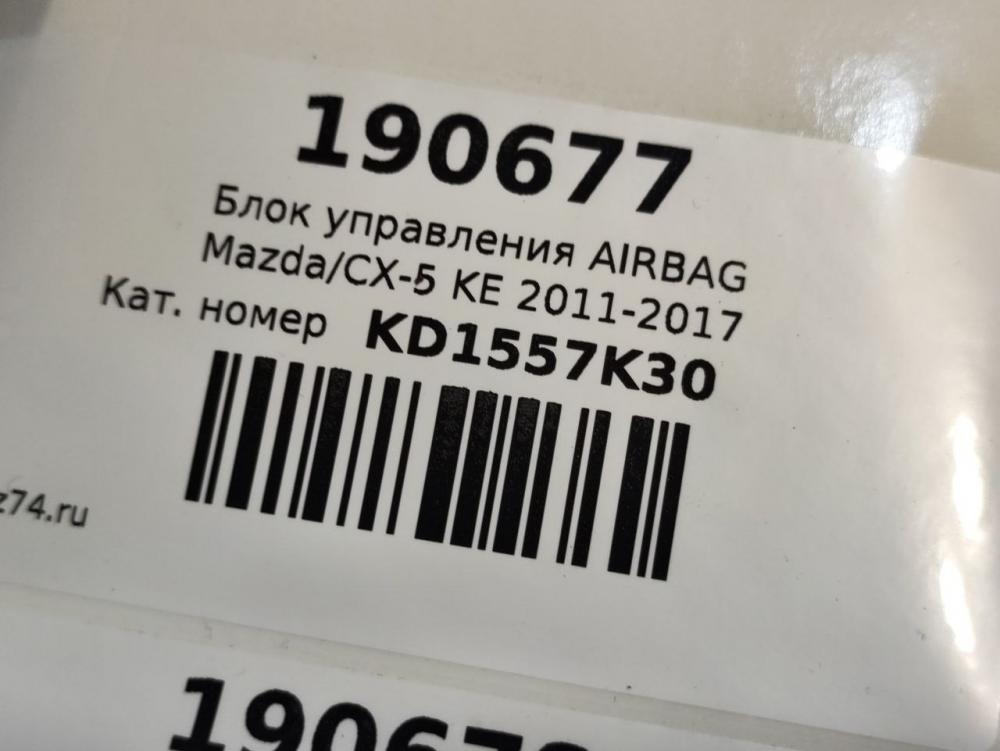 190677
Блок управления AIRBAG
Mazda/CX-5 KE 2011-2017
Кат. номер KD1557K30
z74.ru